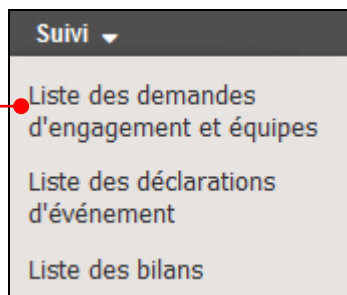 Suivi
Liste des demandes
d'engagement et équipes
Liste des déclarations
d'événement
Liste des bilans